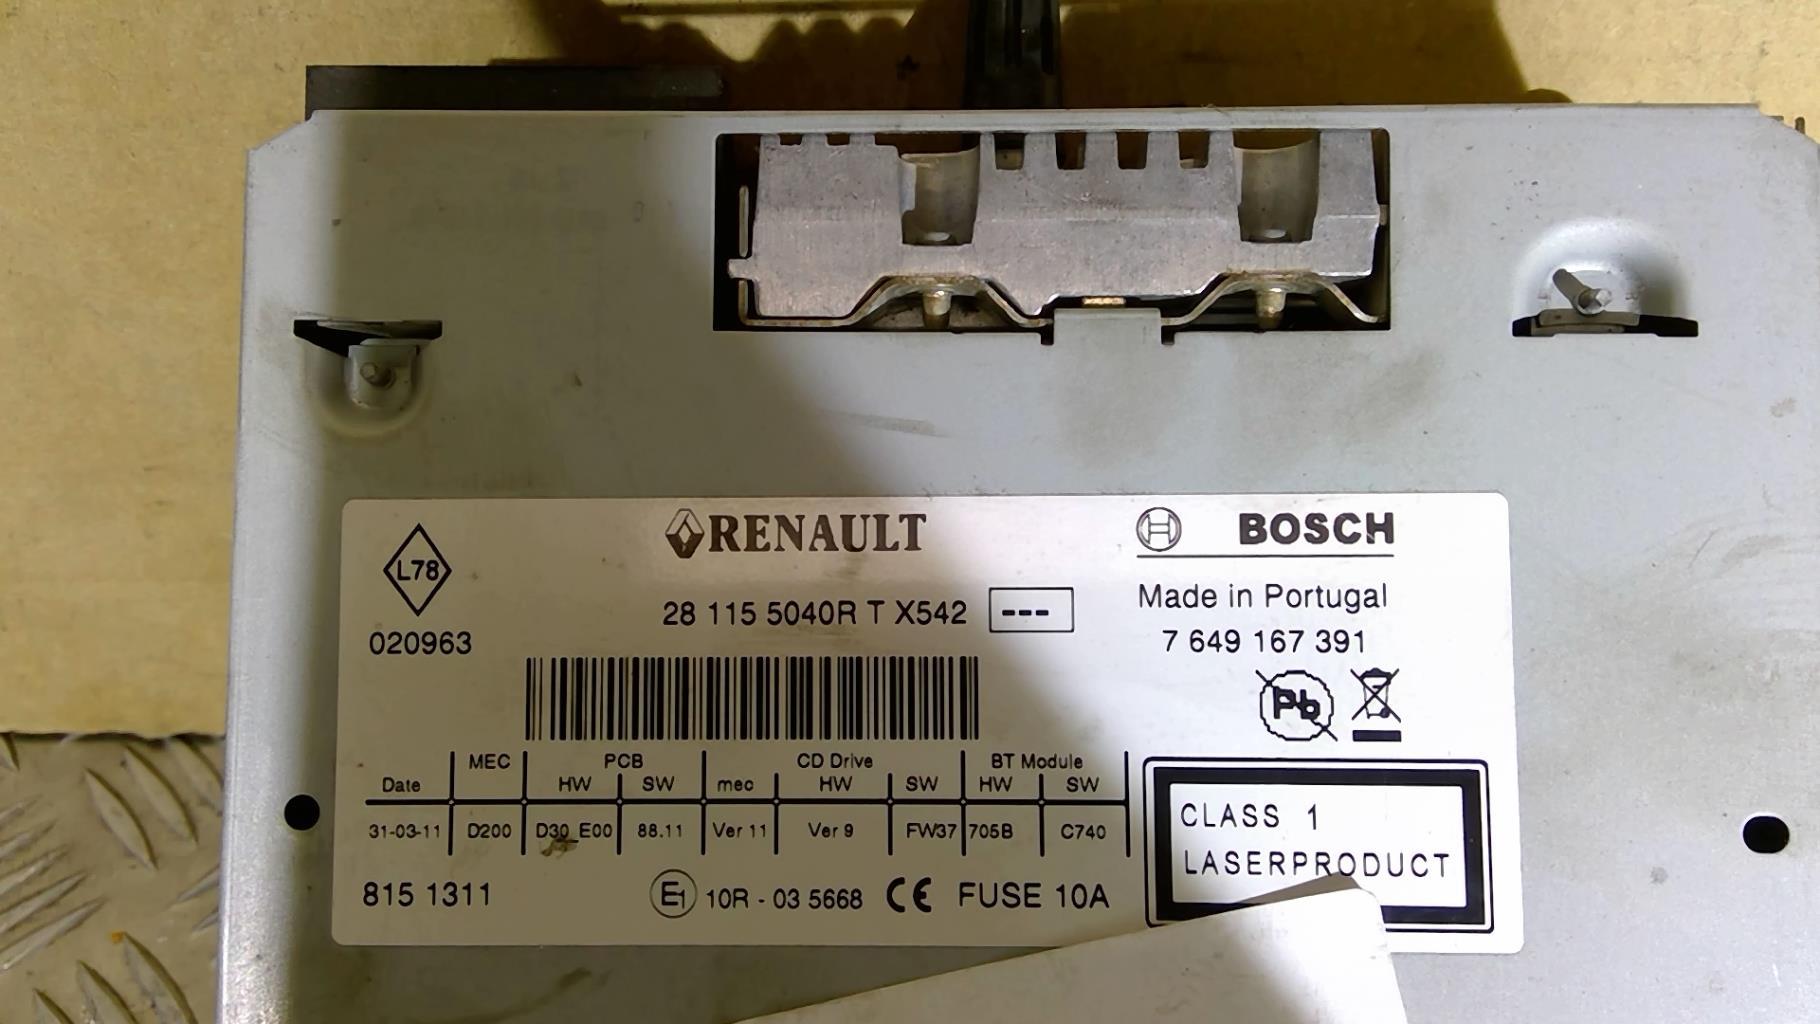 L78
020963
RENAULT
28 115 5040R T X542 ---
BOSCH
Made in Portugal
7 649 167 391
Pb
MEC PCB CD Drive BT Module
Date HW SW mec HW SW HW SW
31-03-11 D200 D30_E00 88.11 Ver 11 Ver 9 FW37 705B C740
815 1311
E1 10R - 03 5668 CE FUSE 10A
CLASS 1
LASERPRODUCT